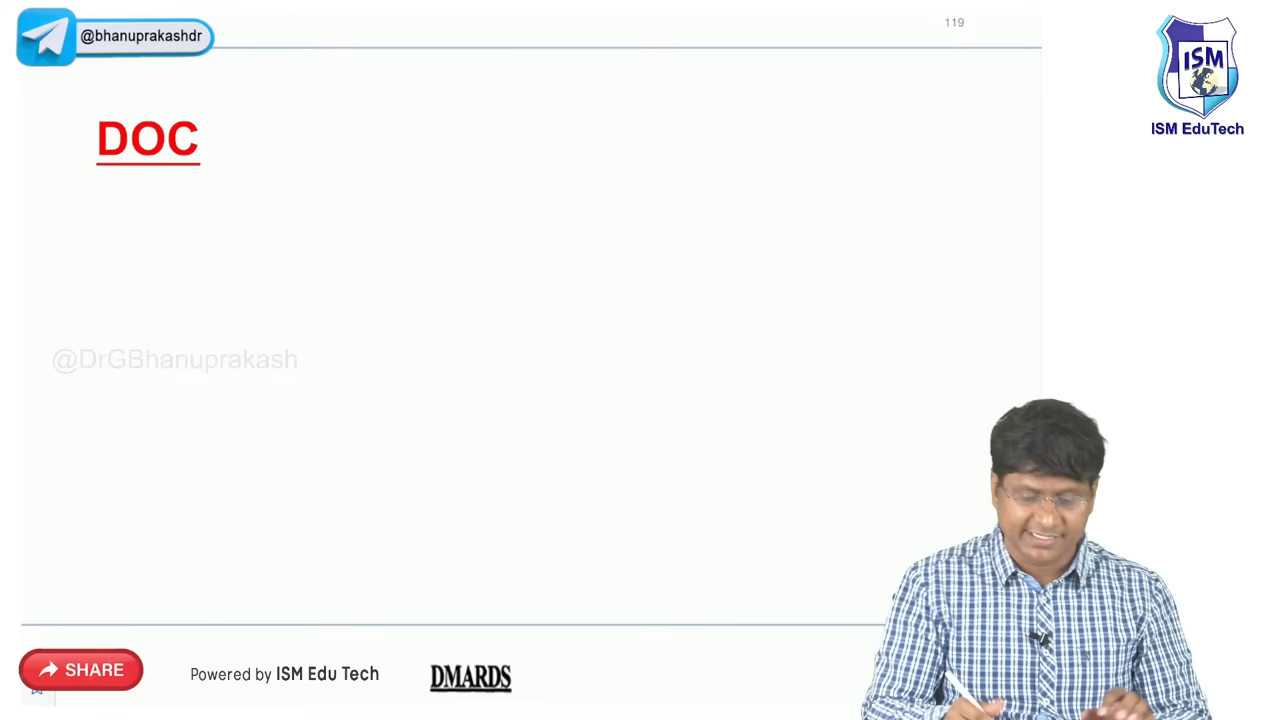 @bhanuprakashdr
119
ISM
ISM EduTech
DOC
@DrGBhanuprakash
SHARE
Powered by ISM Edu Tech
DMARDS